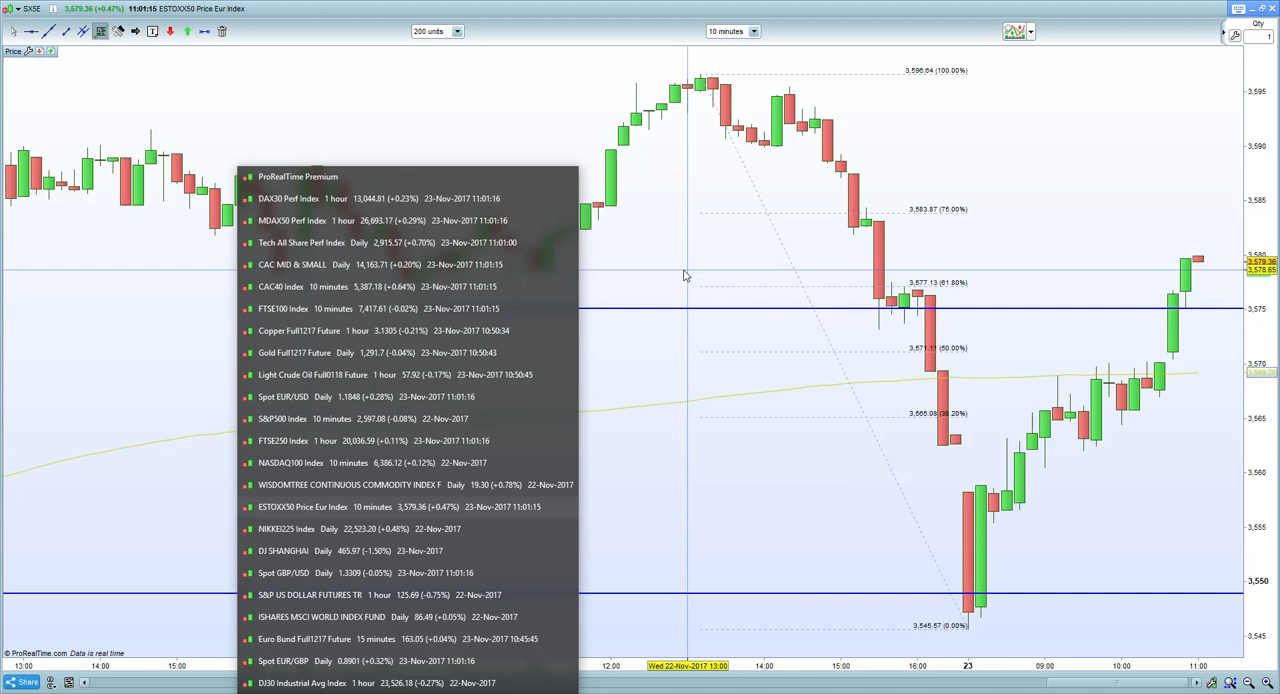 SX5E 3,579.36 (+0.47%) 11:01:15 ESTOXX50 Price Eur Index
200 units
10 minutes
Qty
1
Price
3,596.64 (100.00%)
3,583.87 (75.00%)
3,577.13 (61.80%)
3,571.11 (50.00%)
3,565.08 (38.20%)
3,545.57 (0.00%)
3,595
3,590
3,585
3,580
3,579.36
3,578.65
3,575
3,570
3,565
3,560
3,555
3,550
3,545
ProRealTime Premium
DAX30 Perf Index 1 hour 13,044.81 (+0.23%) 23-Nov-2017 11:01:16
MDAX50 Perf Index 1 hour 26,693.17 (+0.29%) 23-Nov-2017 11:01:16
Tech All Share Perf Index Daily 2,915.57 (+0.70%) 23-Nov-2017 11:01:00
CAC MID & SMALL Daily 14,163.71 (+0.20%) 23-Nov-2017 11:01:15
CAC40 Index 10 minutes 5,387.18 (+0.64%) 23-Nov-2017 11:01:15
FTSE100 Index 10 minutes 7,417.61 (-0.02%) 23-Nov-2017 11:01:15
Copper Full1217 Future 1 hour 3.1305 (-0.21%) 23-Nov-2017 10:50:34
Gold Full1217 Future Daily 1,291.7 (-0.04%) 23-Nov-2017 10:50:43
Light Crude Oil Full0118 Future 1 hour 57.92 (-0.17%) 23-Nov-2017 10:50:45
Spot EUR/USD Daily 1.1848 (+0.28%) 23-Nov-2017 11:01:16
S&P500 Index 10 minutes 2,597.08 (-0.08%) 22-Nov-2017
FTSE250 Index 1 hour 20,036.59 (+0.11%) 23-Nov-2017 11:01:16
NASDAQ100 Index 10 minutes 6,386.12 (+0.12%) 22-Nov-2017
WISDOMTREE CONTINUOUS COMMODITY INDEX F Daily 19.30 (+0.78%) 22-Nov-2017
ESTOXX50 Price Eur Index 10 minutes 3,579.36 (+0.47%) 23-Nov-2017 11:01:15
NIKKEI225 Index Daily 22,523.20 (+0.48%) 22-Nov-2017
DJ SHANGHAI Daily 465.97 (-1.50%) 23-Nov-2017
Spot GBP/USD Daily 1.3309 (-0.05%) 23-Nov-2017 11:01:16
S&P US DOLLAR FUTURES TR 1 hour 125.69 (-0.75%) 22-Nov-2017
ISHARES MSCI WORLD INDEX FUND Daily 86.49 (+0.05%) 22-Nov-2017
Euro Bund Full1217 Future 15 minutes 163.05 (+0.04%) 23-Nov-2017 10:45:45
Spot EUR/GBP Daily 0.8901 (+0.32%) 23-Nov-2017 11:01:16
DJ30 Industrial Avg Index 1 hour 23,526.18 (-0.27%) 22-Nov-2017
© ProRealTime.com Data is real time
13:00 14:00 15:00 12:00 Wed 22-Nov-2017 13:00 14:00 15:00 16:00 23 09:00 10:00 11:00
Share